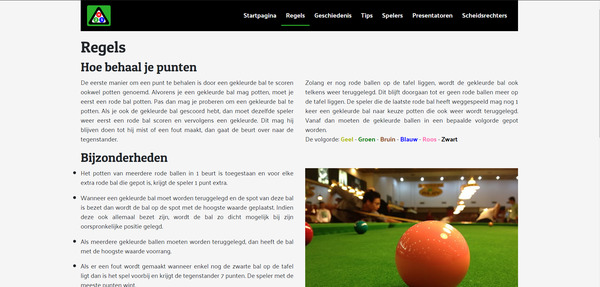 Startpagina Regels Geschiedenis Tips Spelers Presentatoren Scheidsrechters
Regels
Hoe behaal je punten
De eerste manier om een punt te behalen is door een gekleurde bal te scoren
ookwel potten genoemd. Alvorens je een gekleurde bal mag potten, moet je
eerst een rode bal potten. Pas dan mag je proberen om een gekleurde bal te
potten. Als je ook de gekleurde bal gescoord hebt, dan moet dezelfde speler
weer eerst een rode bal scoren en vervolgens een gekleurde. Dit mag hij
blijven doen tot hij mist of een fout maakt, dan gaat de beurt over naar de
tegenstander.
Zolang er nog rode ballen op de tafel liggen, wordt de gekleurde bal ook
telkens weer teruggelegd. Dit blijft doorgaan tot er geen rode ballen meer op
de tafel liggen. De speler die de laatste rode bal heeft weggespeeld mag nog 1
keer een gekleurde bal naar keuze potten die ook weer wordt teruggelegd.
Vanaf dan moeten de gekleurde ballen in een bepaalde volgorde gepot
worden.
De volgorde: Geel - Groen - Bruin - Blauw - Roos - Zwart
Bijzonderheden
Het potten van meerdere rode ballen in 1 beurt is toegestaan en voor elke
extra rode bal die gepot is, krijgt de speler 1 punt extra.
Wanneer een gekleurde bal moet worden teruggelegd en de spot van deze bal
is bezet dan wordt de bal op de spot met de hoogste waarde geplaatst. Indien
deze ook allemaal bezet zijn, wordt de bal zo dicht mogelijk bij zijn
oorspronkelijke positie gelegd.
Als meerdere gekleurde ballen moeten worden teruggelegd, dan heeft de bal
met de hoogste waarde voorrang.
Als er een fout wordt gemaakt wanneer enkel nog de zwarte bal op de tafel
ligt dan is het spel voorbij en krijgt de tegenstander 7 punten. De speler met de
meeste punten wint.